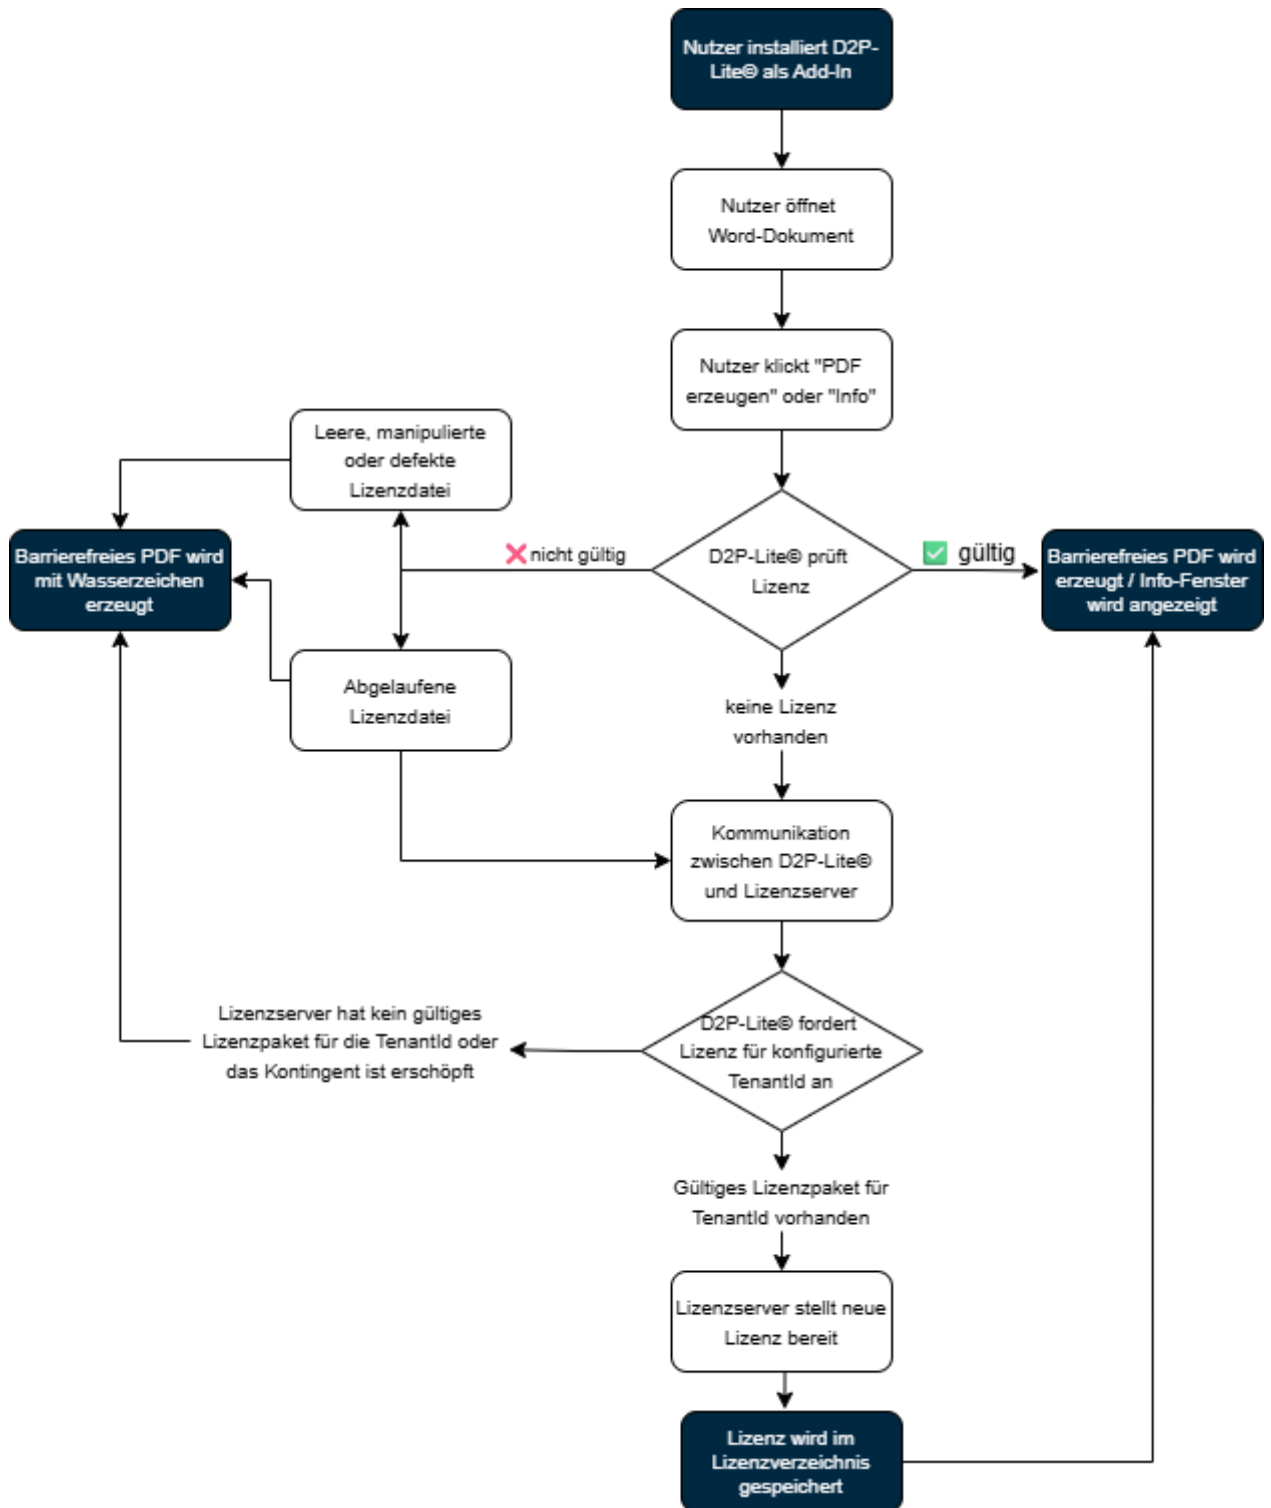 Nutzer installiert D2P-
Lite© als Add-In
Nutzer öffnet
Word-Dokument
Nutzer klickt "PDF
erzeugen" oder "Info"
Leere, manipulierte
oder defekte
Lizenzdatei
Barrierefreies PDF wird
mit Wasserzeichen
erzeugt
❌ nicht gültig
D2P-Lite© prüft
Lizenz
✅ gültig
Barrierefreies PDF wird
erzeugt / Info-Fenster
wird angezeigt
Abgelaufene
Lizenzdatei
keine Lizenz
vorhanden
Kommunikation
zwischen D2P-Lite©
und Lizenzserver
Lizenzserver hat kein gültiges
Lizenzpaket für die TenantId oder
das Kontingent ist erschöpft
D2P-Lite© fordert
Lizenz für konfigurierte
TenantId an
Gültiges Lizenzpaket für
TenantId vorhanden
Lizenzserver stellt neue
Lizenz bereit
Lizenz wird im
Lizenzverzeichnis
gespeichert